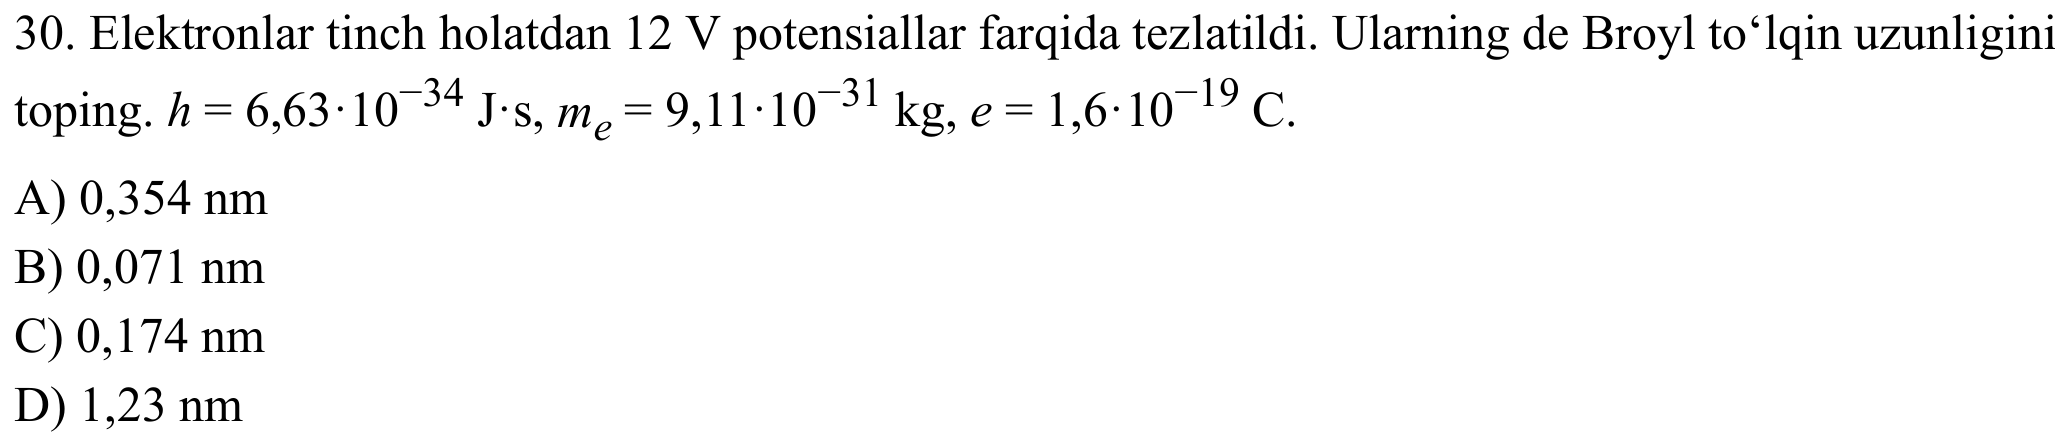 30. Elektronlar tinch holatdan 12 V potensiallar farqida tezlatildi. Ularning de Broyl to‘lqin uzunligini
toping. h = 6,63·10⁻³⁴ J·s, mₑ = 9,11·10⁻³¹ kg, e = 1,6·10⁻¹⁹ C.
A) 0,354 nm
B) 0,071 nm
C) 0,174 nm
D) 1,23 nm